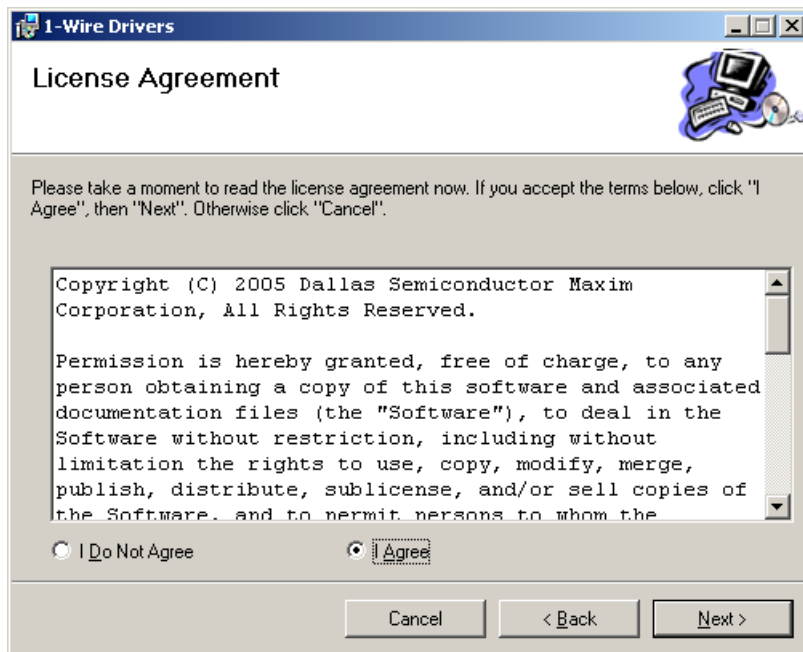 1-Wire Drivers
License Agreement
Please take a moment to read the license agreement now. If you accept the terms below, click "I
Agree", then "Next". Otherwise click "Cancel".
Copyright (C) 2005 Dallas Semiconductor Maxim
Corporation, All Rights Reserved.
Permission is hereby granted, free of charge, to any
person obtaining a copy of this software and associated
documentation files (the "Software"), to deal in the
Software without restriction, including without
limitation the rights to use, copy, modify, merge,
publish, distribute, sublicense, and/or sell copies of
the Software, and to permit persons to whom the
I Do Not Agree
I Agree
Cancel
< Back
Next >